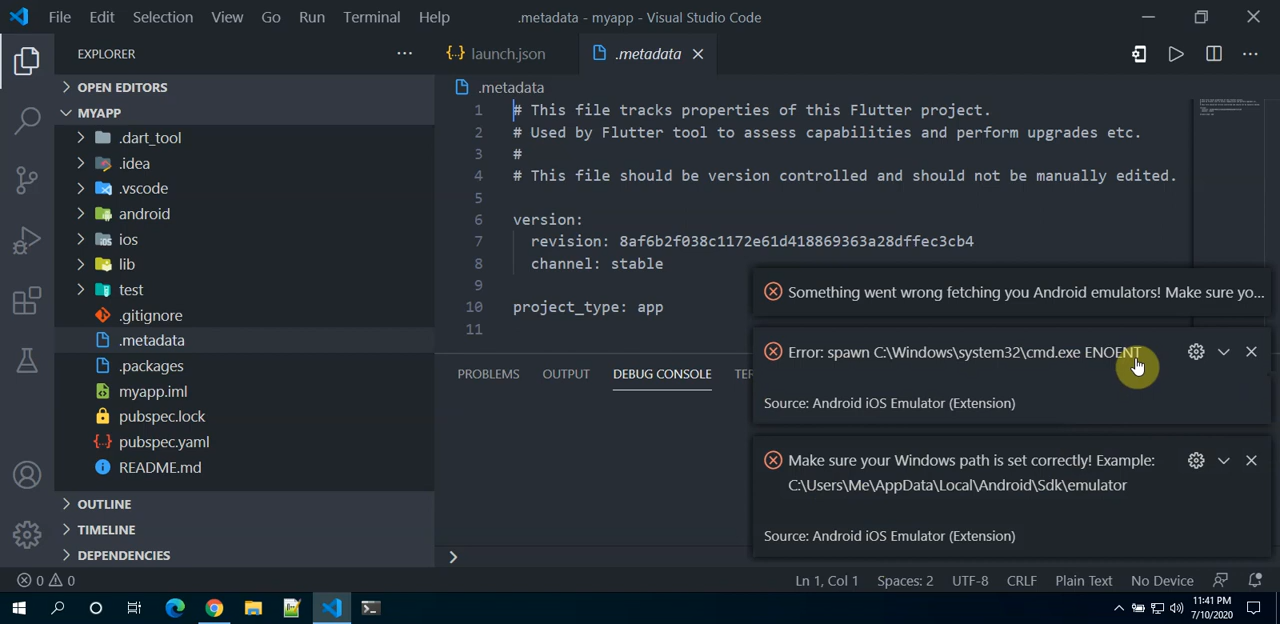 File Edit Selection View Go Run Terminal Help
.metadata - myapp - Visual Studio Code
EXPLORER
OPEN EDITORS
MYAPP
.dart_tool
.idea
.vscode
android
ios
lib
test
.gitignore
.metadata
.packages
myapp.iml
pubspec.lock
pubspec.yaml
README.md
OUTLINE
TIMELINE
DEPENDENCIES
launch.json
.metadata
.metadata
1 # This file tracks properties of this Flutter project.
2 # Used by Flutter tool to assess capabilities and perform upgrades etc.
3 #
4 # This file should be version controlled and should not be manually edited.
5
6 version:
7 revision: 8af6b2f038c1172e61d418869363a28dffec3cb4
8 channel: stable
9
10 project_type: app
11
PROBLEMS OUTPUT DEBUG CONSOLE TER
Something went wrong fetching you Android emulators! Make sure yo...
Error: spawn C:\Windows\system32\cmd.exe ENOENT
Source: Android iOS Emulator (Extension)
Make sure your Windows path is set correctly! Example:
C:\Users\Me\AppData\Local\Android\Sdk\emulator
Source: Android iOS Emulator (Extension)
0 0
Ln 1, Col 1 Spaces: 2 UTF-8 CRLF Plain Text No Device
11:41 PM
7/10/2020